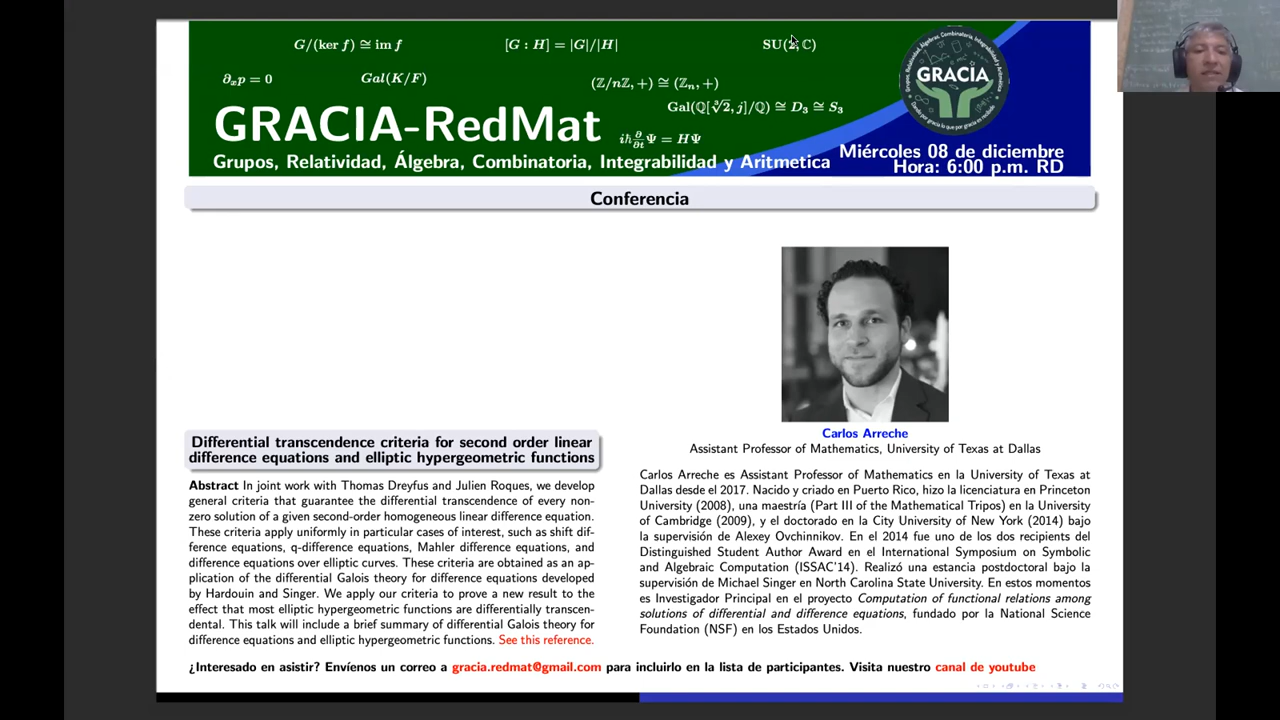 G/(ker f) ≅ im f
[G : H] = |G|/|H|
SU(2, ℂ)
∂ₓp = 0
Gal(K/F)
(ℤ/nℤ, +) ≅ (ℤₙ, +)
Gal(ℚ[∛2, j]/ℚ) ≅ D₃ ≅ S₃
iħ ∂/∂t Ψ = HΨ
GRACIA-RedMat
Grupos, Relatividad, Álgebra, Combinatoria, Integrabilidad y Aritmetica
GRACIA
Miércoles 08 de diciembre
Hora: 6:00 p.m. RD
Conferencia
Differential transcendence criteria for second order linear
difference equations and elliptic hypergeometric functions
Abstract In joint work with Thomas Dreyfus and Julien Roques, we develop
general criteria that guarantee the differential transcendence of every non-
zero solution of a given second-order homogeneous linear difference equation.
These criteria apply uniformly in particular cases of interest, such as shift dif-
ference equations, q-difference equations, Mahler difference equations, and
difference equations over elliptic curves. These criteria are obtained as an ap-
plication of the differential Galois theory for difference equations developed
by Hardouin and Singer. We apply our criteria to prove a new result to the
effect that most elliptic hypergeometric functions are differentially transcen-
dental. This talk will include a brief summary of differential Galois theory for
difference equations and elliptic hypergeometric functions. See this reference.
Carlos Arreche
Assistant Professor of Mathematics, University of Texas at Dallas
Carlos Arreche es Assistant Professor of Mathematics en la University of Texas at
Dallas desde el 2017. Nacido y criado en Puerto Rico, hizo la licenciatura en Princeton
University (2008), una maestría (Part III of the Mathematical Tripos) en la University
of Cambridge (2009), y el doctorado en la City University of New York (2014) bajo
la supervisión de Alexey Ovchinnikov. En el 2014 fue uno de los dos recipients del
Distinguished Student Author Award en el International Symposium on Symbolic
and Algebraic Computation (ISSAC'14). Realizó una estancia postdoctoral bajo la
supervisión de Michael Singer en North Carolina State University. En estos momentos
es Investigador Principal en el proyecto Computation of functional relations among
solutions of differential and difference equations, fundado por la National Science
Foundation (NSF) en los Estados Unidos.
¿Interesado en asistir? Envíenos un correo a gracia.redmat@gmail.com para incluirlo en la lista de participantes. Visita nuestro canal de youtube